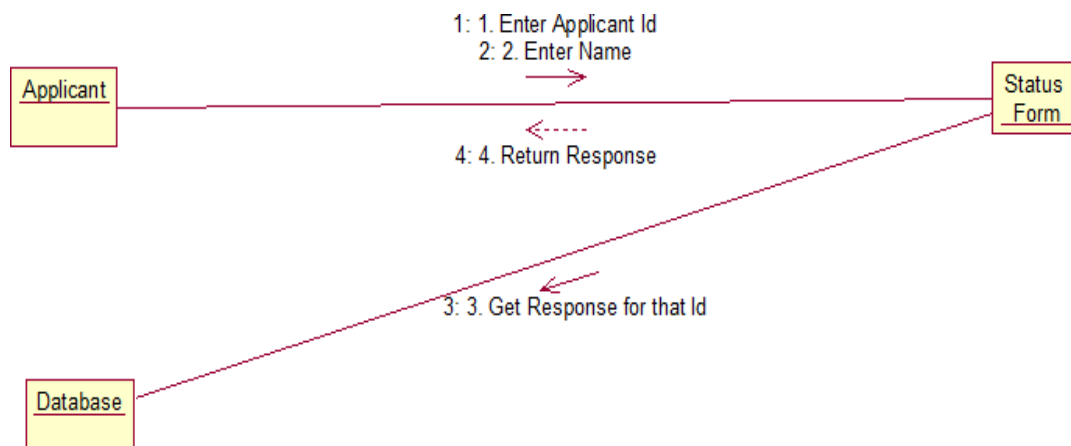 1: 1. Enter Applicant Id
2: 2. Enter Name
Applicant
Status
Form
4: 4. Return Response
3: 3. Get Response for that Id
Database